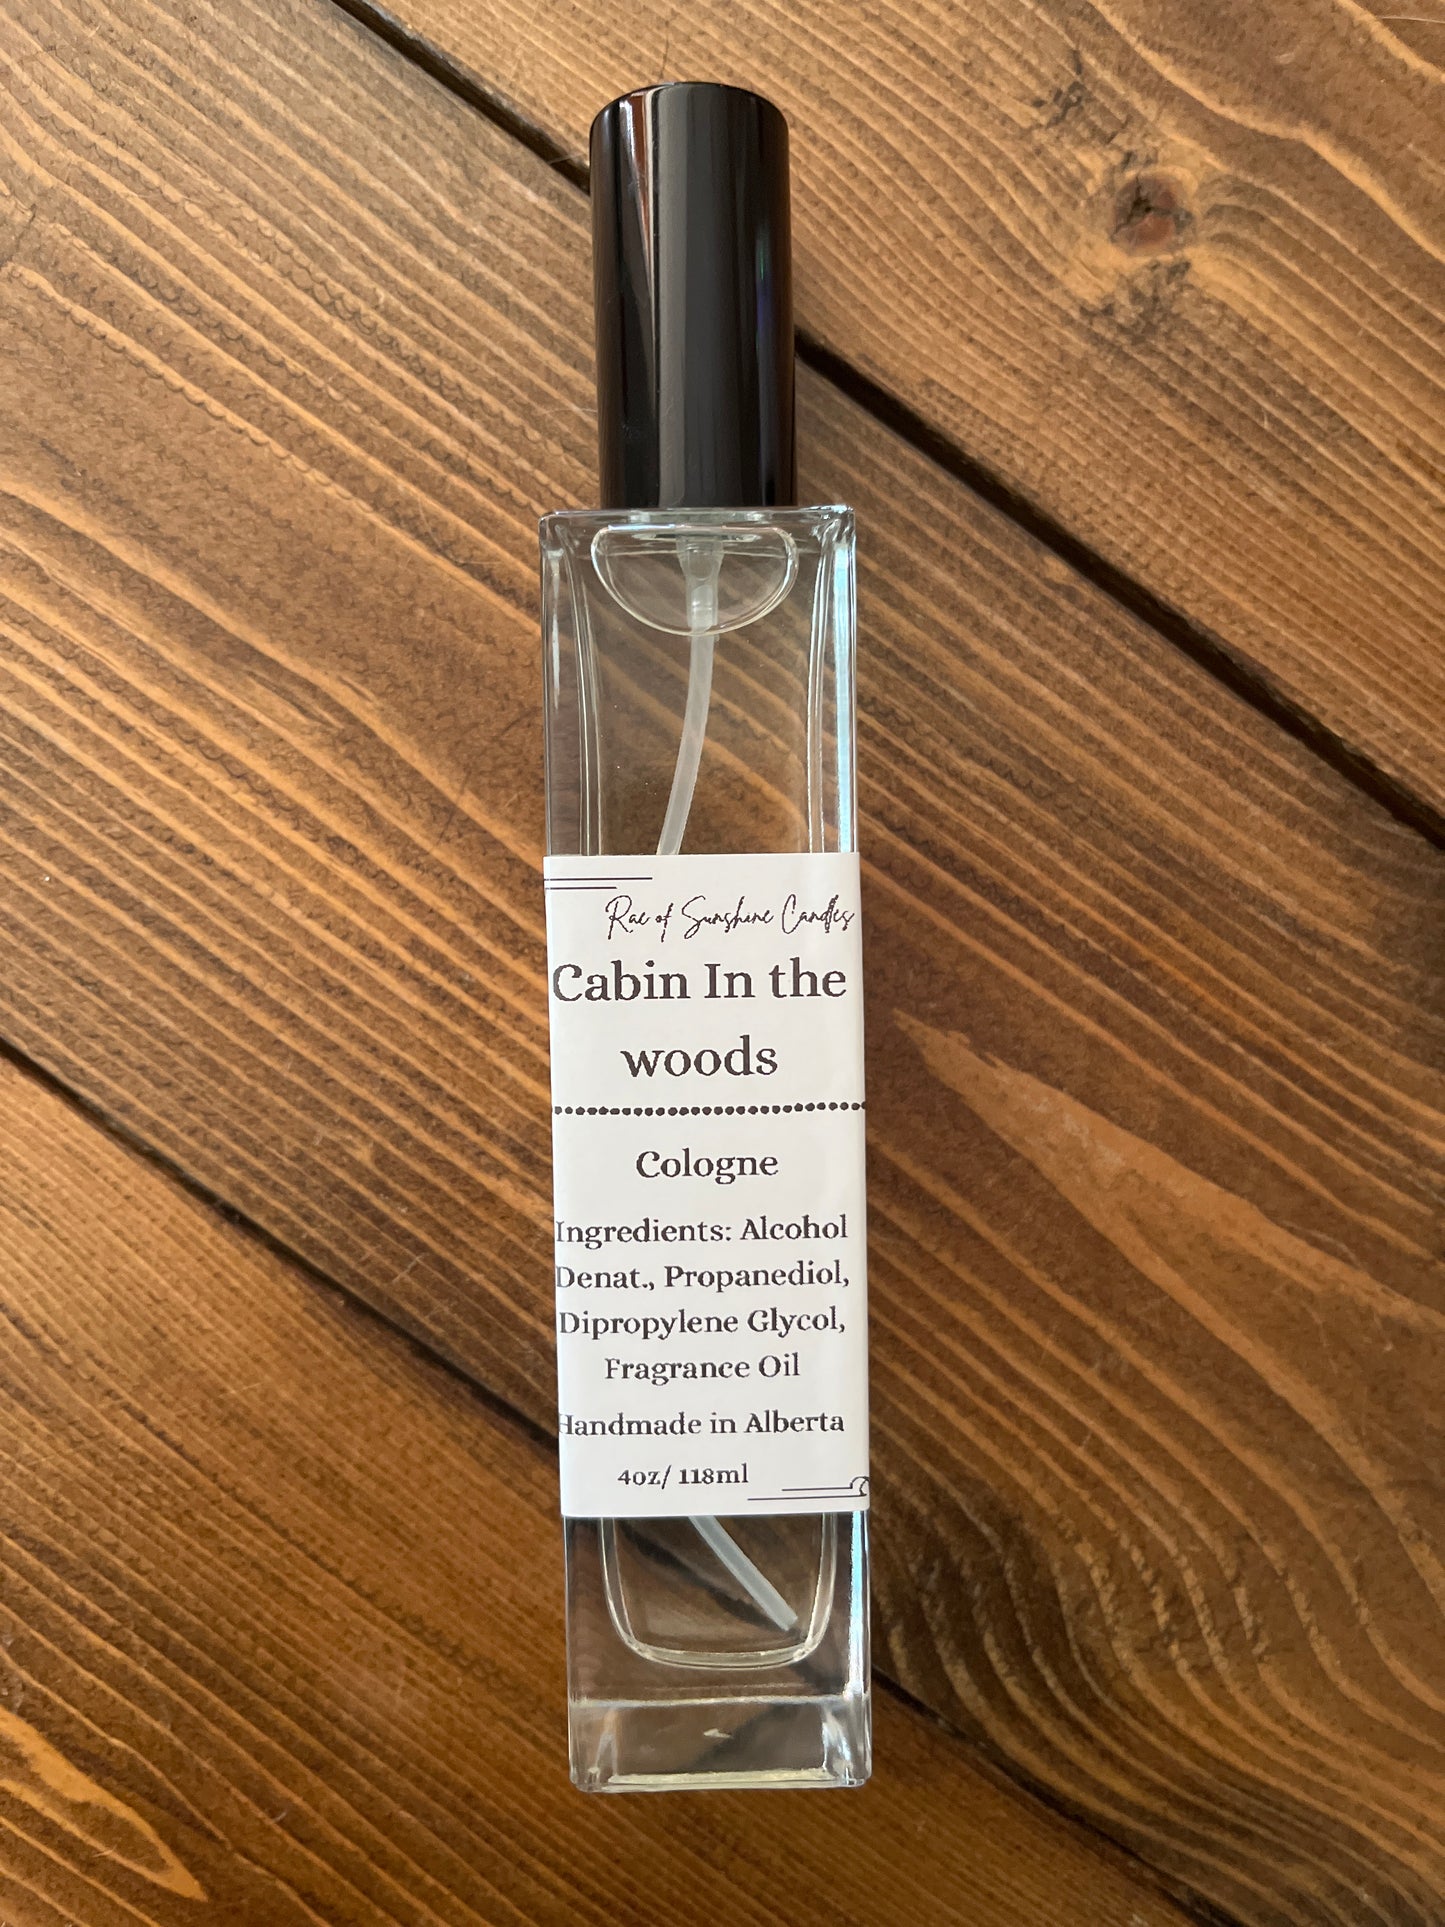 Rae of Sunshine Candles
Cabin In the
woods
Cologne
Ingredients: Alcohol
Denat., Propanediol,
Dipropylene Glycol,
Fragrance Oil
Handmade in Alberta
4oz/ 118ml